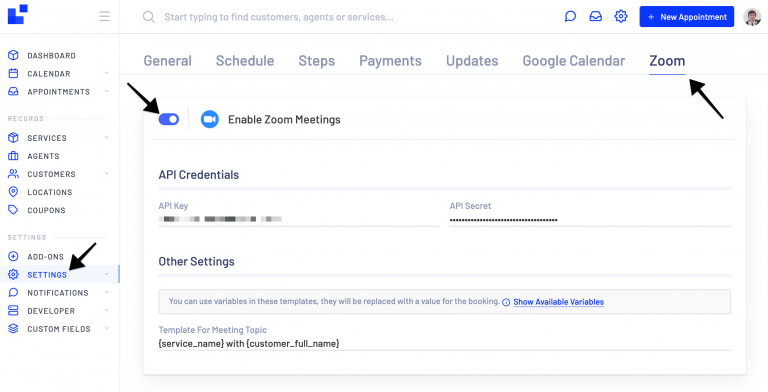 Start typing to find customers, agents or services...
+ New Appointment
DASHBOARD
CALENDAR
APPOINTMENTS
RECORDS
SERVICES
AGENTS
CUSTOMERS
LOCATIONS
COUPONS
SETTINGS
ADD-ONS
SETTINGS
NOTIFICATIONS
DEVELOPER
CUSTOM FIELDS
General Schedule Steps Payments Updates Google Calendar Zoom
Enable Zoom Meetings
API Credentials
API Key API Secret
Other Settings
You can use variables in these templates, they will be replaced with a value for the booking. Show Available Variables
Template For Meeting Topic
{service_name} with {customer_full_name}